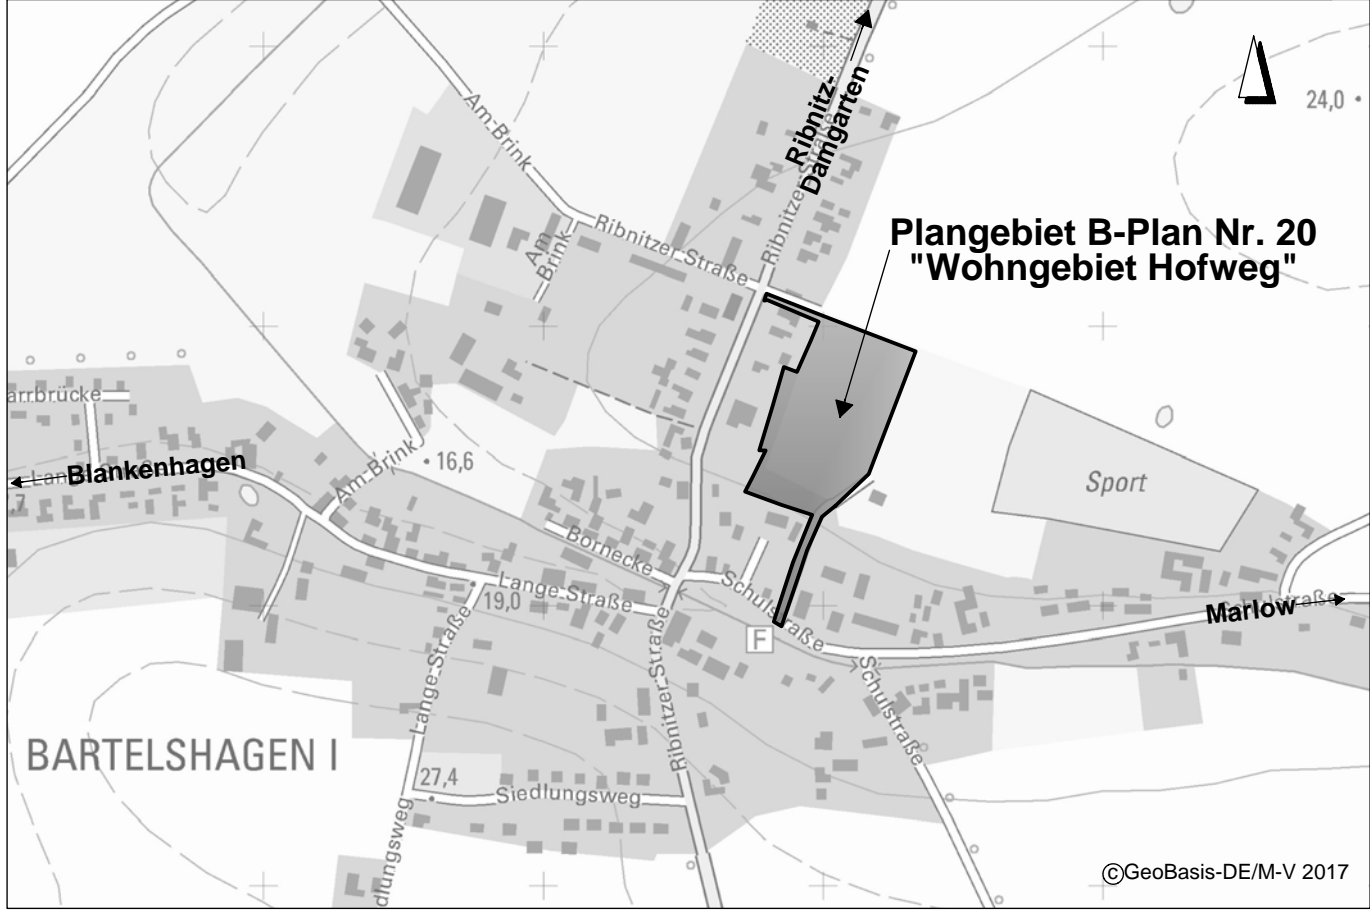 24,0
Am-Brink
Ribnitz-
Damgarten
Ribnitzer-Straße
Ribnitzer-Straße
Am
Brink
Plangebiet B-Plan Nr. 20
"Wohngebiet Hofweg"
arrbrücke
Blankenhagen
16,6
Am-Brink
Sport
Bornecke
Lange-Straße
19,0
Schulstraße
F
Marlow
Lange-Straße
Ribnitzer-Straße
Schulstraße
BARTELSHAGEN I
27,4
Siedlungsweg
dlungsweg
©GeoBasis-DE/M-V 2017